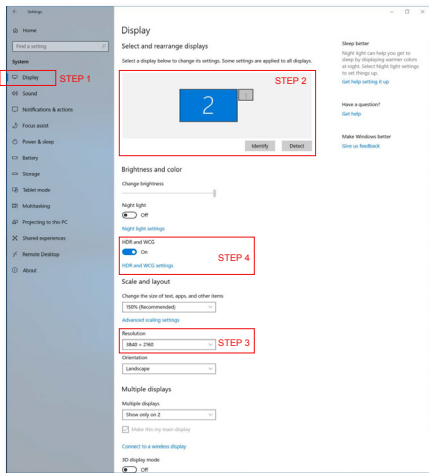 Settings
Home
Find a setting
System
Display
STEP 1
Sound
Notifications & actions
Focus assist
Power & sleep
Battery
Storage
Tablet mode
Multitasking
Projecting to this PC
Shared experiences
Remote Desktop
About
Display
Select and rearrange displays
Select a display below to change its settings. Some settings are applied to all displays.
STEP 2
2
1
Identify
Detect
Brightness and color
Change brightness
Night light
Off
Night light settings
HDR and WCG
On
HDR and WCG settings
STEP 4
Scale and layout
Change the size of text, apps, and other items
150% (Recommended)
Advanced scaling settings
Resolution
3840 × 2160
STEP 3
Orientation
Landscape
Multiple displays
Multiple displays
Show only on 2
Make this my main display
Connect to a wireless display
3D display mode
Off
Sleep better
Night light can help you get to
sleep by displaying warmer colors
at night. Select Night light settings
to set things up.
Get help setting it up
Have a question?
Get help
Make Windows better
Give us feedback